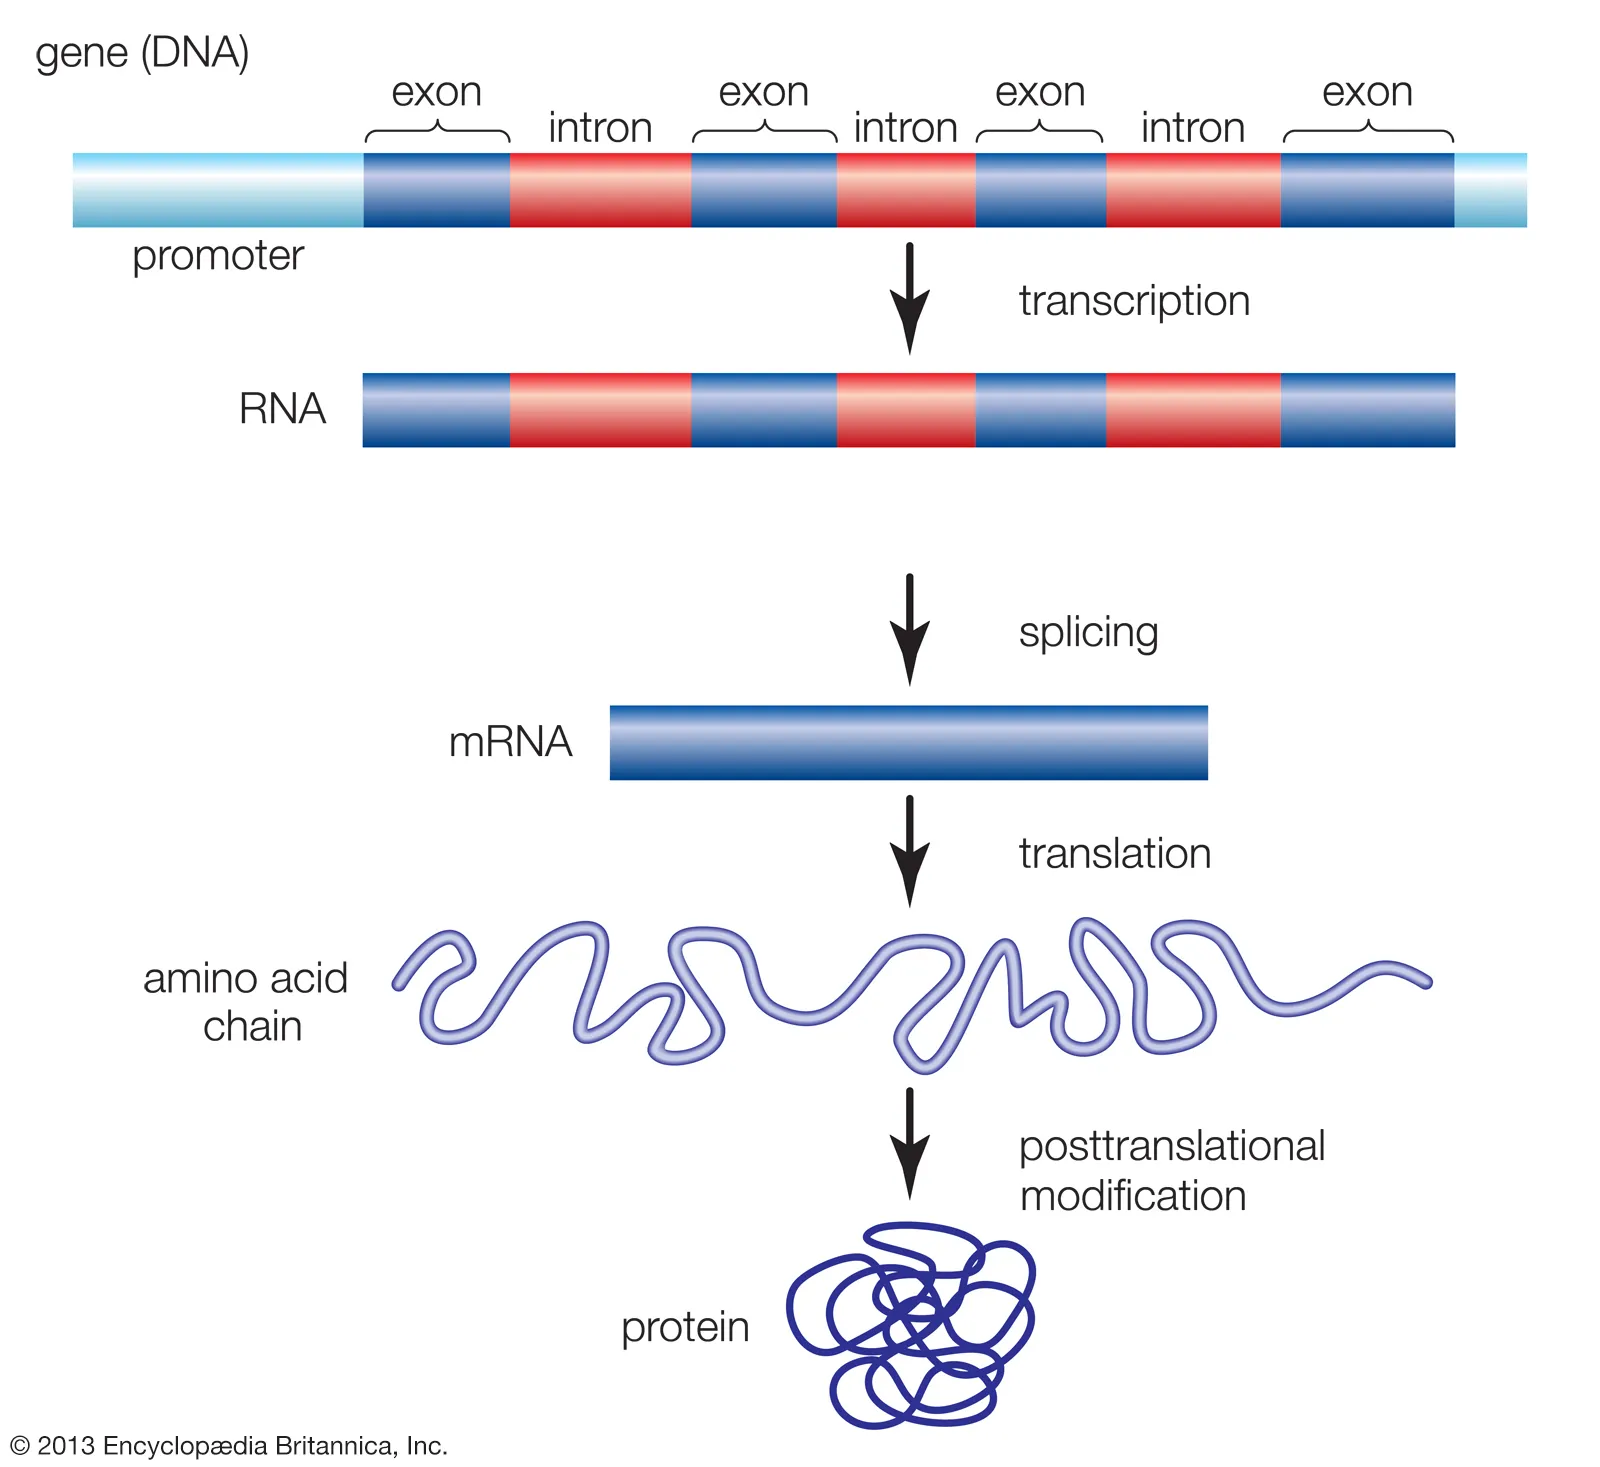 gene (DNA)
exon
exon
exon
exon
intron
intron
intron
promoter
transcription
RNA
splicing
mRNA
translation
amino acid
chain
posttranslational
modification
protein
© 2013 Encyclopædia Britannica, Inc.